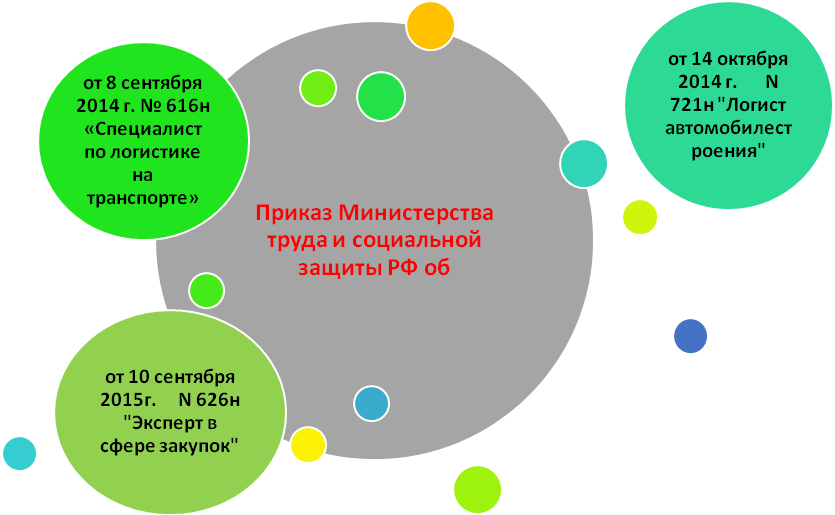 Приказ Министерства
труда и социальной
защиты РФ об
от 8 сентября
2014 г. № 616н
«Специалист
по логистике
на
транспорте»
от 14 октября
2014 г. N
721н "Логист
автомобилест
роения"
от 10 сентября
2015г. N 626н
"Эксперт в
сфере закупок"